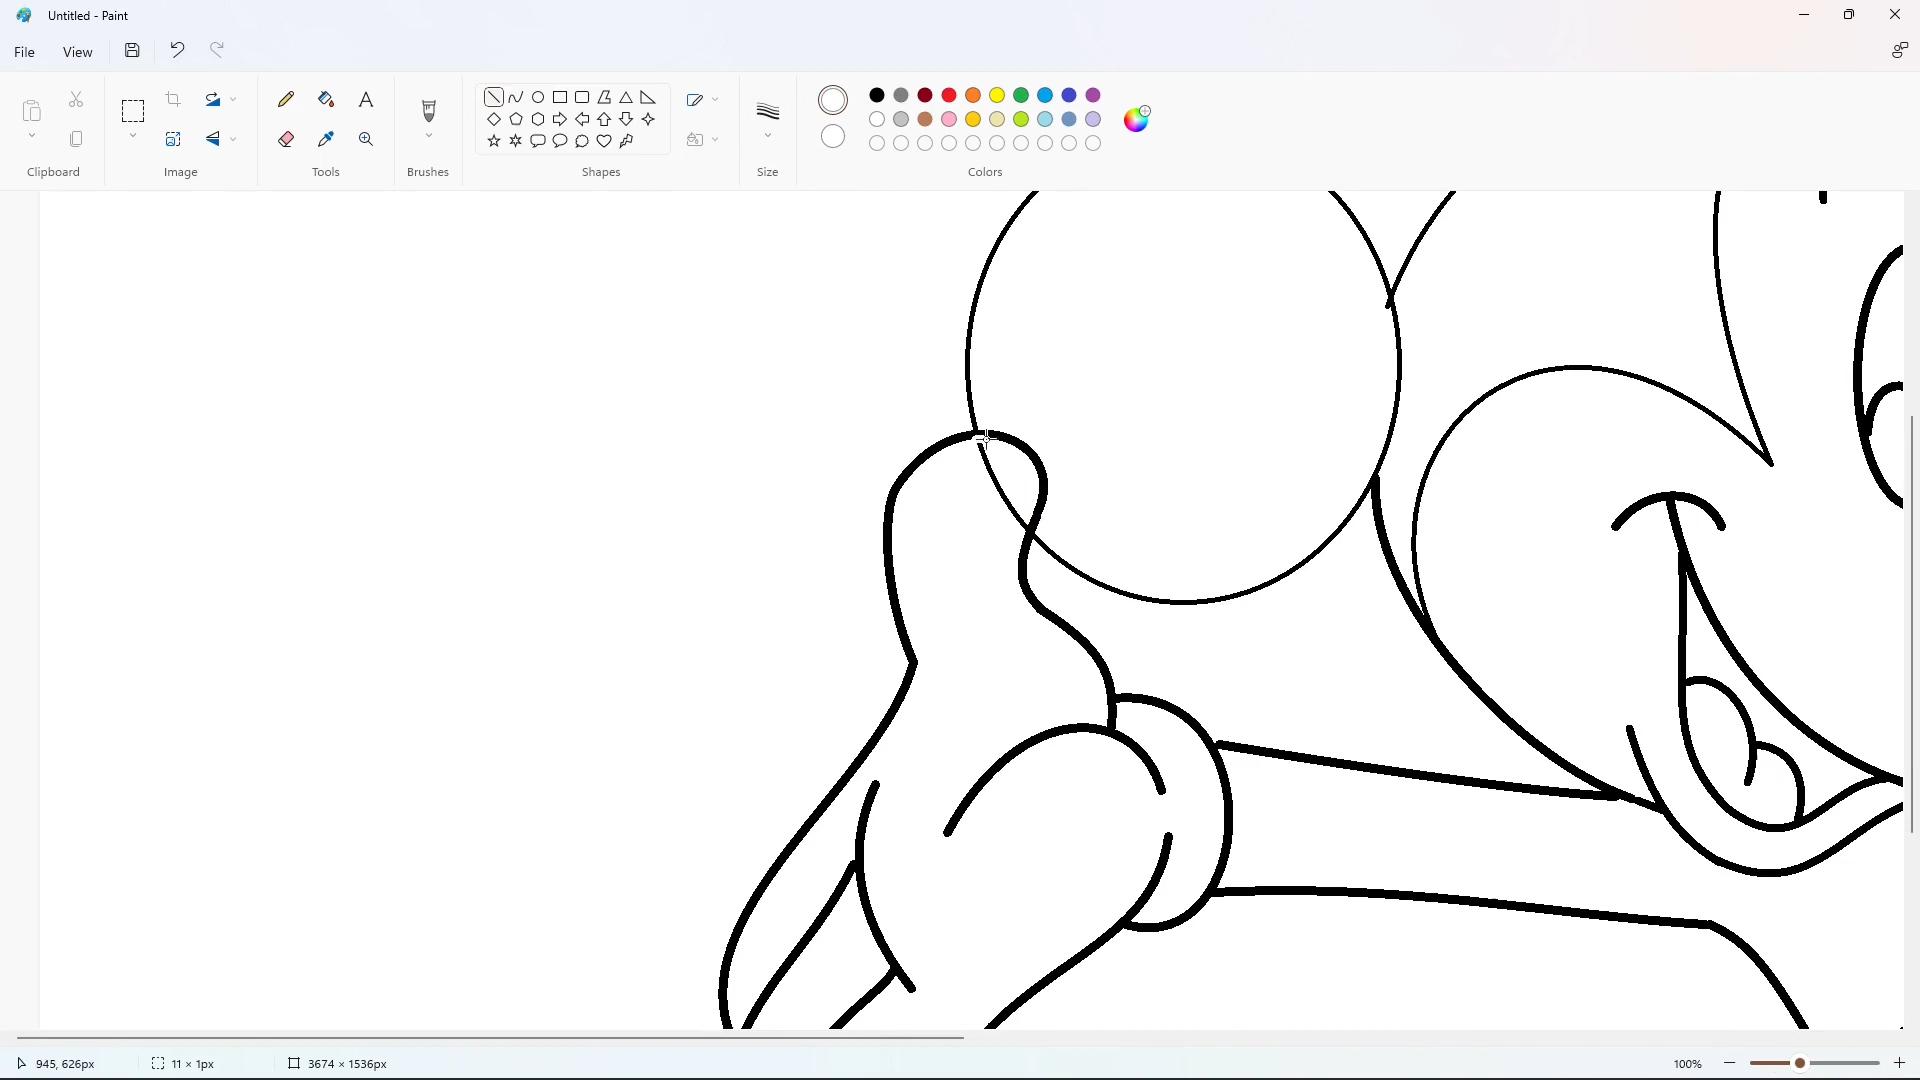 Untitled - Paint
File View
Clipboard
Image
Tools
Brushes
Shapes
Size
Colors
945, 626px
11 × 1px
3674 × 1536px
100%